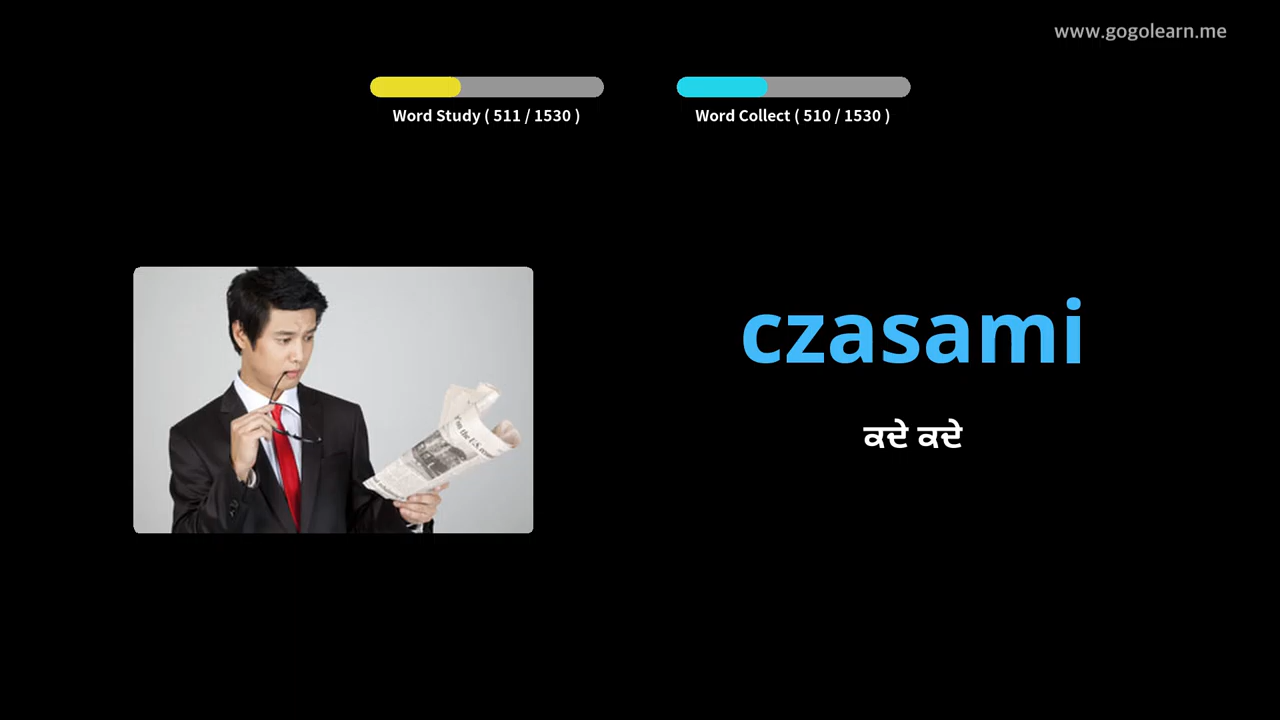 www.gogolearn.me
Word Study ( 511 / 1530 )
Word Collect ( 510 / 1530 )
czasami
ਕਦੇ ਕਦੇ